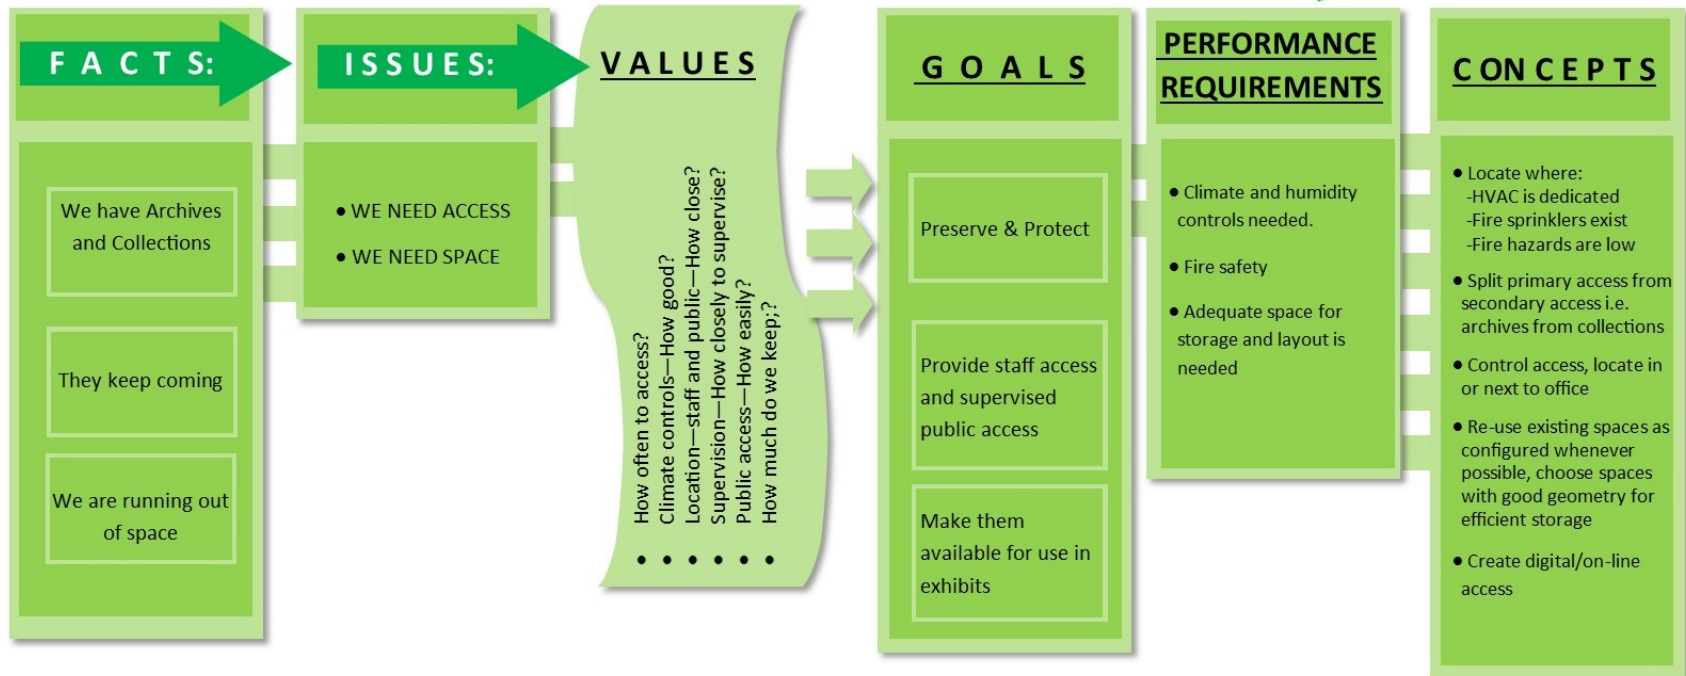 F A C T S:
We have Archives
and Collections
They keep coming
We are running out
of space
I S S U E S:
• WE NEED ACCESS
• WE NEED SPACE
V A L U E S
• How often to access?
• Climate controls—How good?
• Location—staff and public—How close?
• Supervision—How closely to supervise?
• Public access—How easily?
• How much do we keep;?
G O A L S
Preserve & Protect
Provide staff access
and supervised
public access
Make them
available for use in
exhibits
PERFORMANCE
REQUIREMENTS
• Climate and humidity
controls needed.
• Fire safety
• Adequate space for
storage and layout is
needed
C ON C E P T S
• Locate where:
-HVAC is dedicated
-Fire sprinklers exist
-Fire hazards are low
• Split primary access from
secondary access i.e.
archives from collections
• Control access, locate in
or next to office
• Re-use existing spaces as
configured whenever
possible, choose spaces
with good geometry for
efficient storage
• Create digital/on-line
access